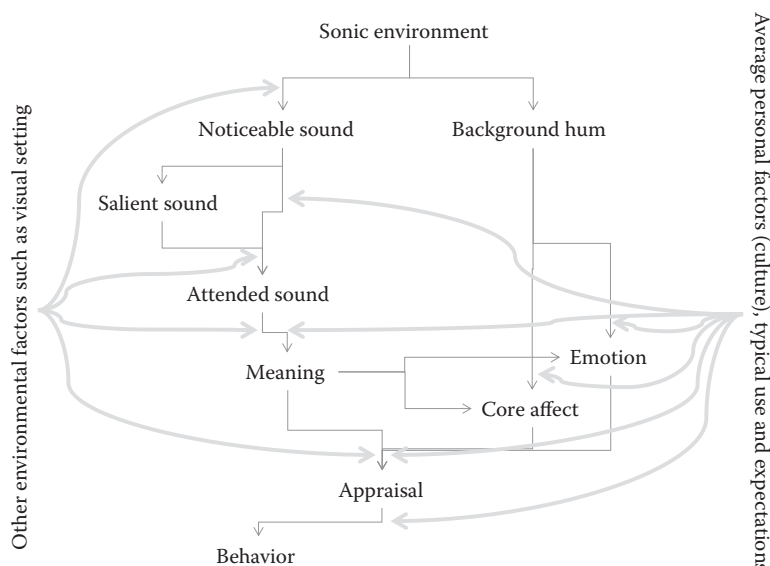 Sonic environment
Noticeable sound
Background hum
Salient sound
Attended sound
Meaning
Emotion
Core affect
Appraisal
Behavior
Other environmental factors such as visual setting
Average personal factors (culture), typical use and expectations